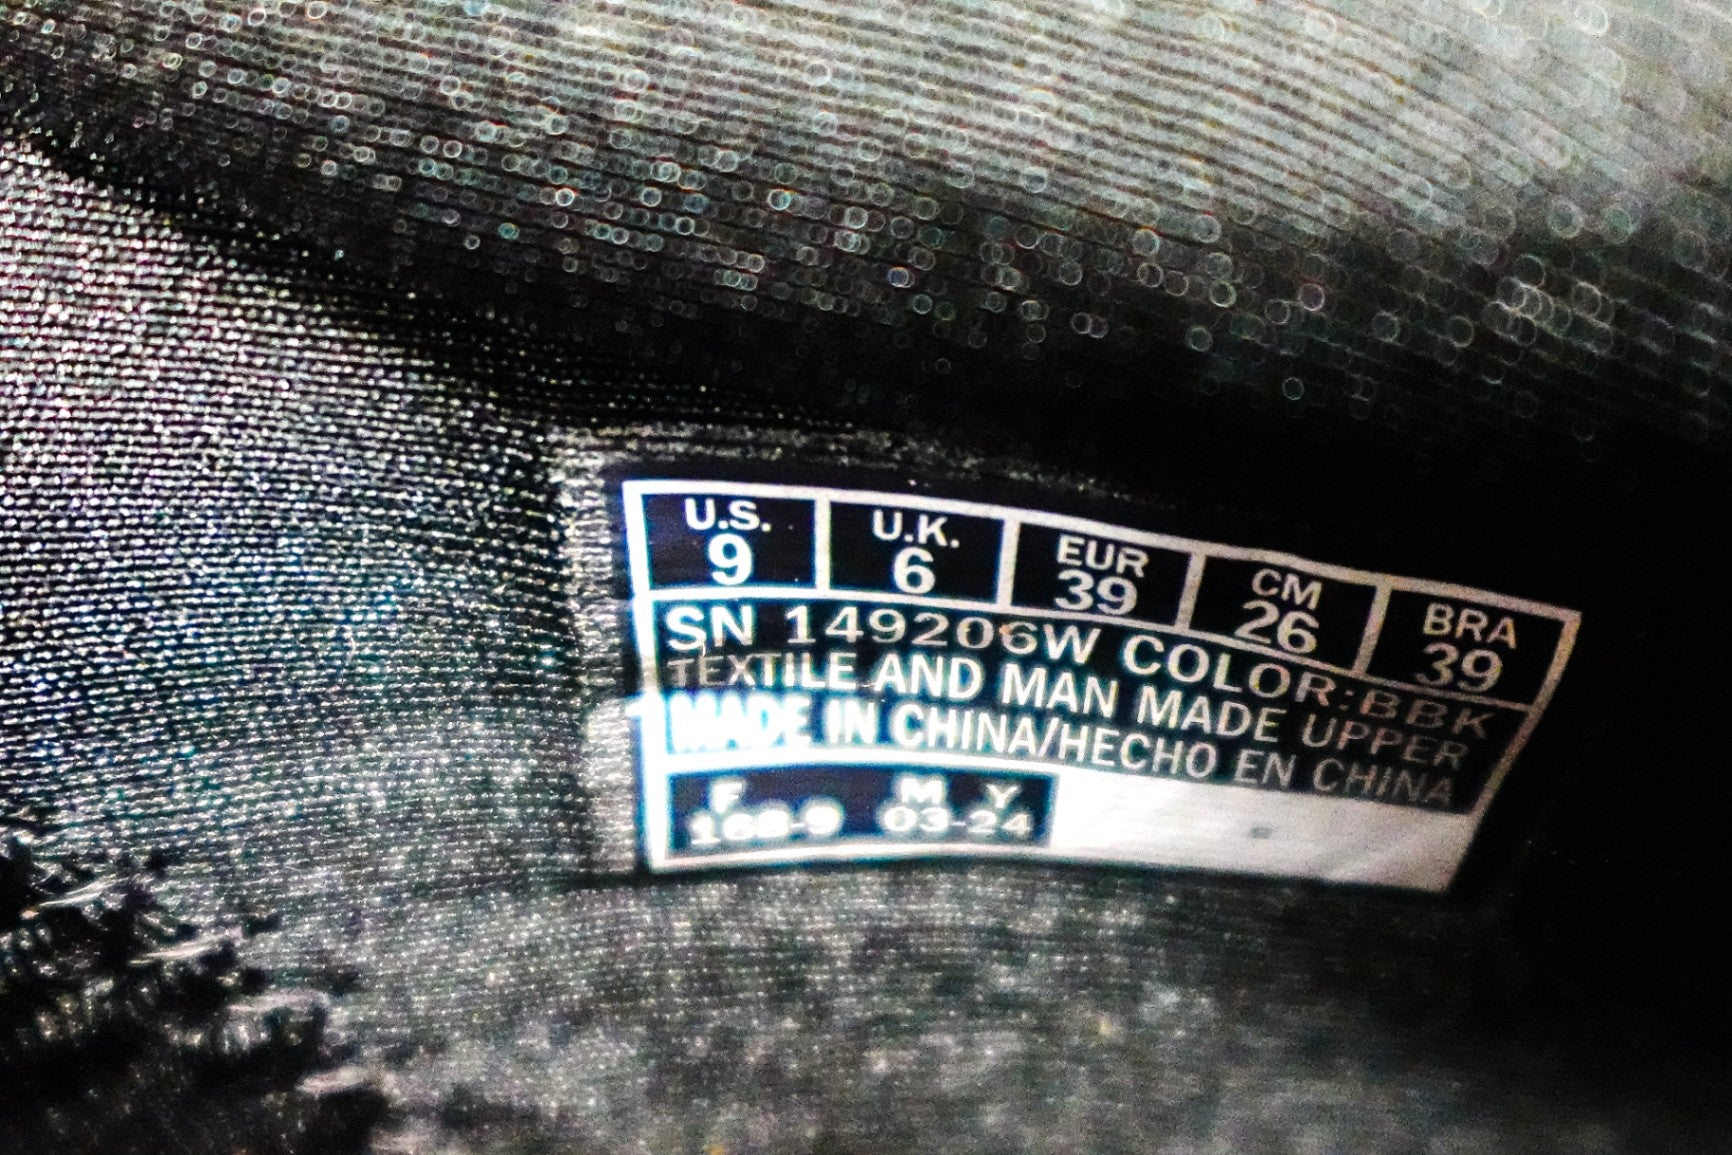 U.S. U.K. EUR CM BRA
9 6 39 26 39
SN 149206W COLOR:BBK
TEXTILE AND MAN MADE UPPER
MADE IN CHINA/HECHO EN CHINA
F M Y
03-24